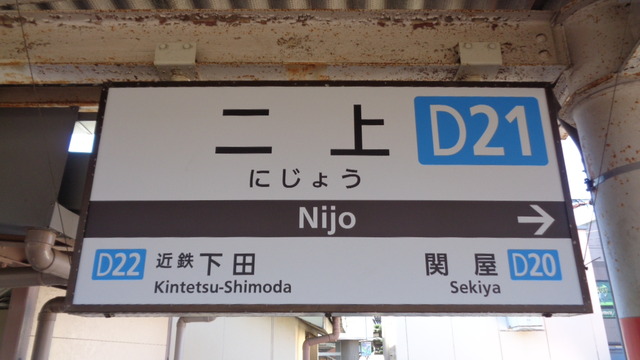 二上 D21
にじょう
Nijo →
D22 近鉄下田 関屋 D20
Kintetsu-Shimoda Sekiya